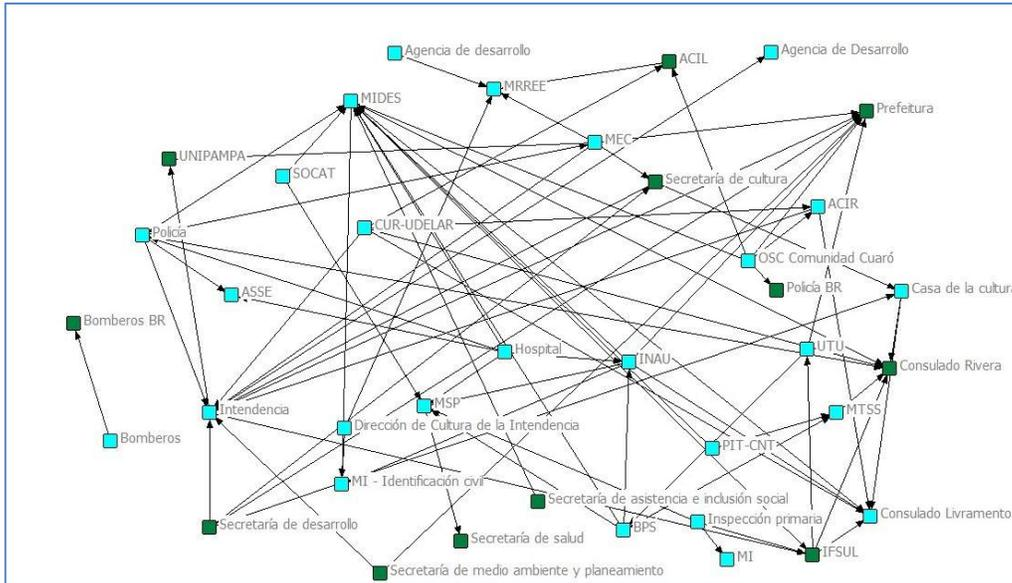 Agencia de desarrollo
ACIL
Agencia de Desarrollo
MRREE
MIDES
Prefeitura
MEC
UNIPAMPA
SOCAT
Secretaría de cultura
ACIR
CUR-UDELAR
Policía
OSC Comunidad Cuaró
ASSE
Policía BR
Casa de la cultura
Bomberos BR
Hospital
INAU
UTU
Consulado Rivera
Intendencia
MSP
MTSS
Dirección de Cultura de la Intendencia
Bomberos
PIT-CNT
MI - Identificación civil
Secretaría de asistencia e inclusión social
Consulado Livramento
Secretaría de desarrollo
Inspección primaria
BPS
Secretaría de salud
IFSUL
MI
Secretaría de medio ambiente y planeamiento